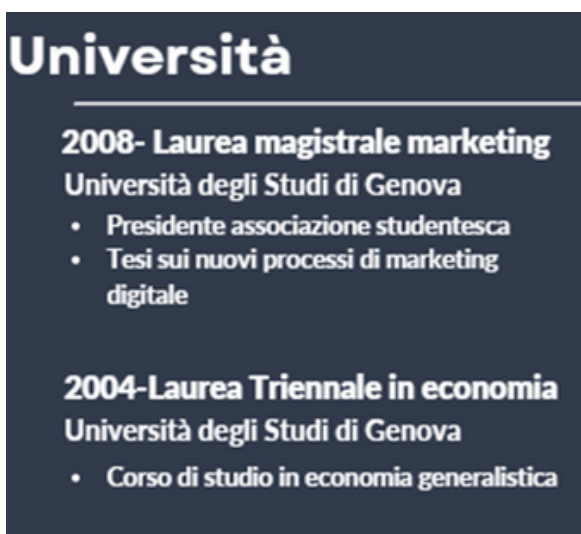 Università
2008- Laurea magistrale marketing
Università degli Studi di Genova
• Presidente associazione studentesca
• Tesi sui nuovi processi di marketing
digitale
2004-Laurea Triennale in economia
Università degli Studi di Genova
• Corso di studio in economia generalistica